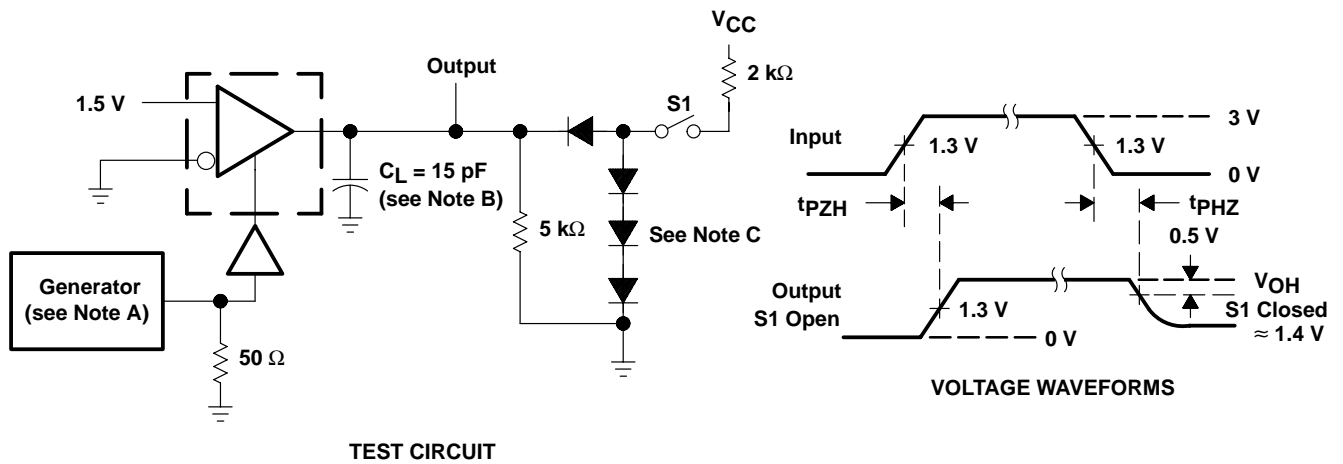 VCC
2 kΩ
Output
S1
1.5 V
CL = 15 pF
(see Note B)
5 kΩ
See Note C
Generator
(see Note A)
50 Ω
TEST CIRCUIT
Input
3 V
1.3 V
1.3 V
0 V
tPZH
tPHZ
0.5 V
Output
S1 Open
VOH
S1 Closed
≈ 1.4 V
1.3 V
0 V
VOLTAGE WAVEFORMS